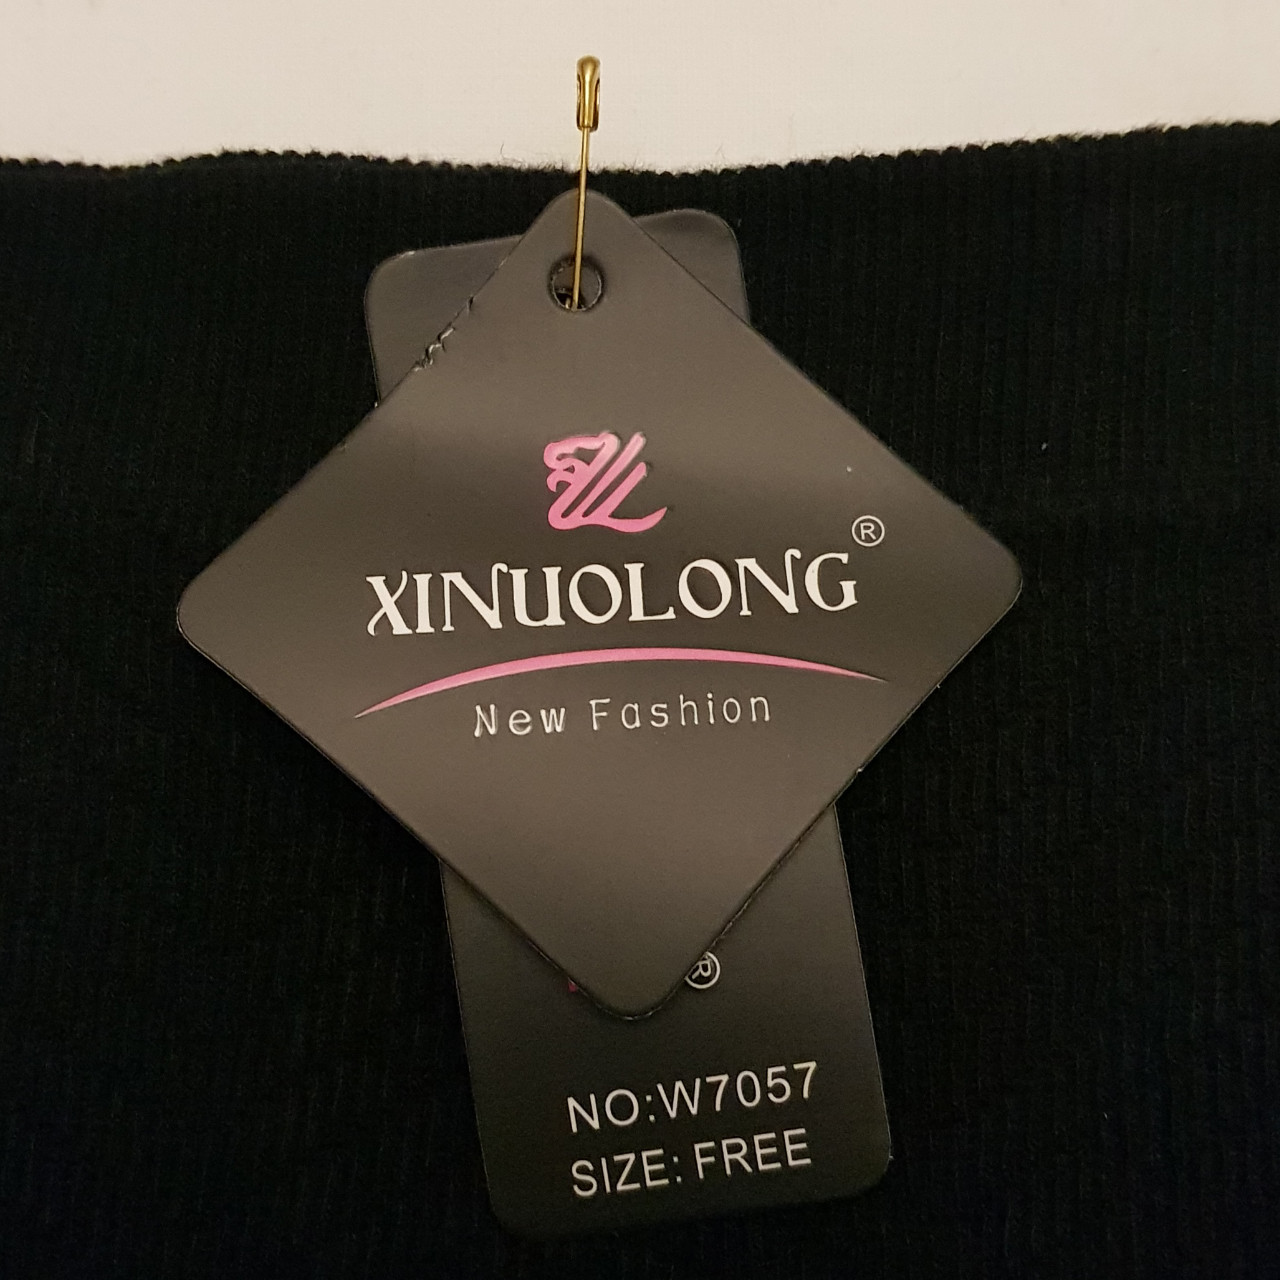 XINUOLONG®
New Fashion
®
NO:W7057
SIZE: FREE